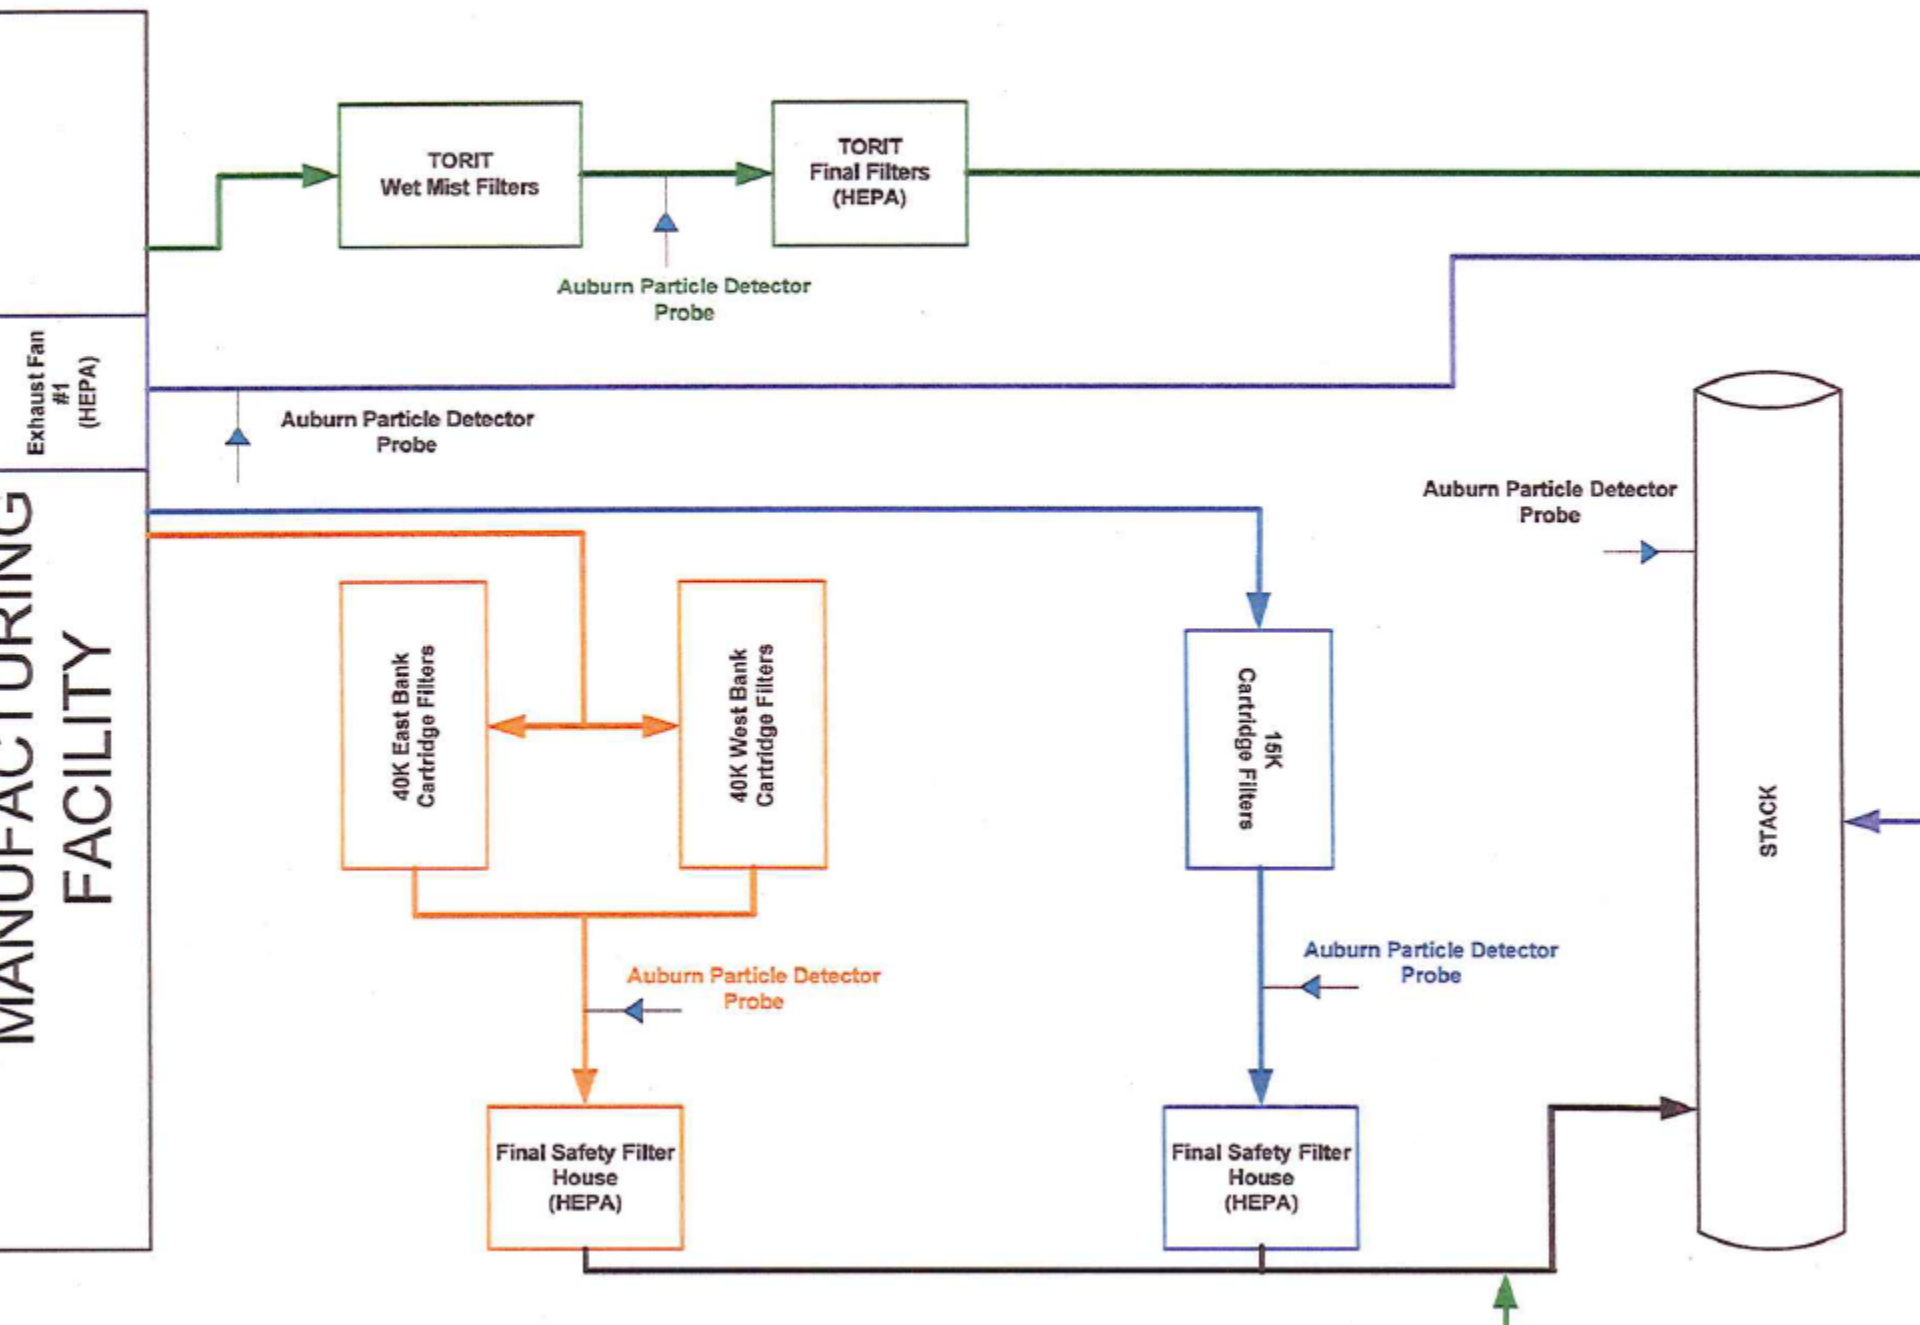 TORIT
Wet Mist Filters
TORIT
Final Filters
(HEPA)
Auburn Particle Detector
Probe
Exhaust Fan
#1
(HEPA)
Auburn Particle Detector
Probe
MANUFACTURING
FACILITY
40K East Bank
Cartridge Filters
40K West Bank
Cartridge Filters
15K
Cartridge Filters
Auburn Particle Detector
Probe
STACK
Auburn Particle Detector
Probe
Auburn Particle Detector
Probe
Final Safety Filter
House
(HEPA)
Final Safety Filter
House
(HEPA)